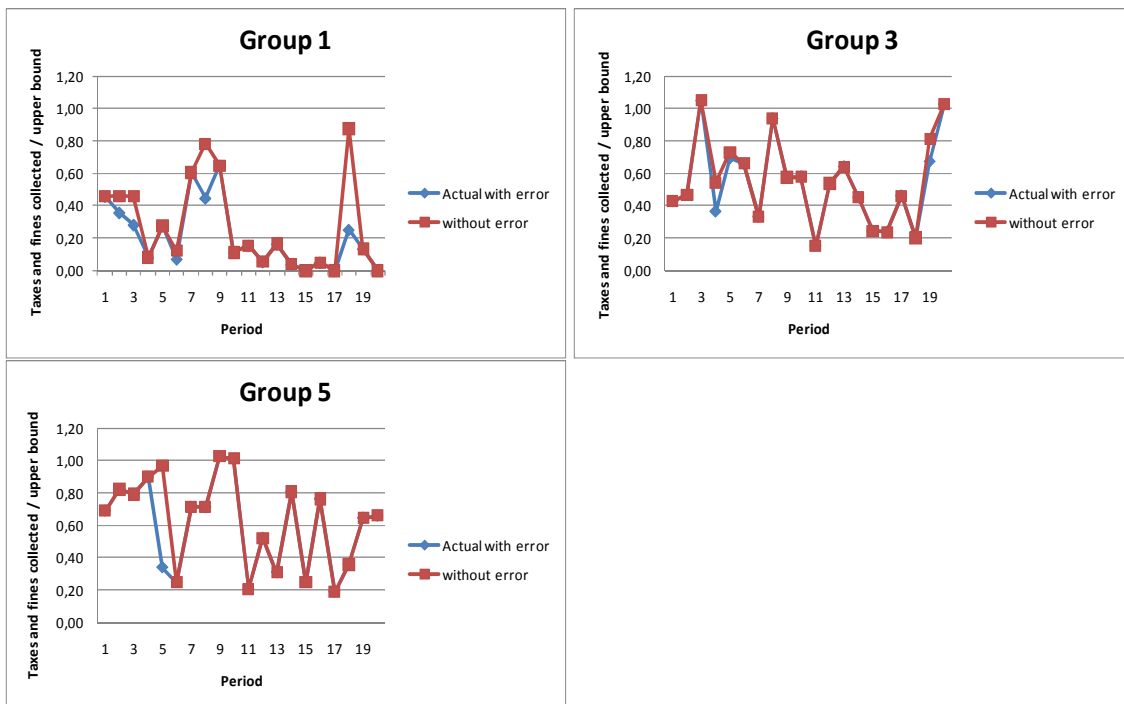 Group 1
Taxes and fines collected / upper bound
1,20
1,00
0,80
0,60
0,40
0,20
0,00
1 3 5 7 9 11 13 15 17 19
Period
Actual with error
without error
Group 3
Taxes and fines collected / upper bound
1,20
1,00
0,80
0,60
0,40
0,20
0,00
1 3 5 7 9 11 13 15 17 19
Period
Actual with error
without error
Group 5
Taxes and fines collected / upper bound
1,20
1,00
0,80
0,60
0,40
0,20
0,00
1 3 5 7 9 11 13 15 17 19
Period
Actual with error
without error